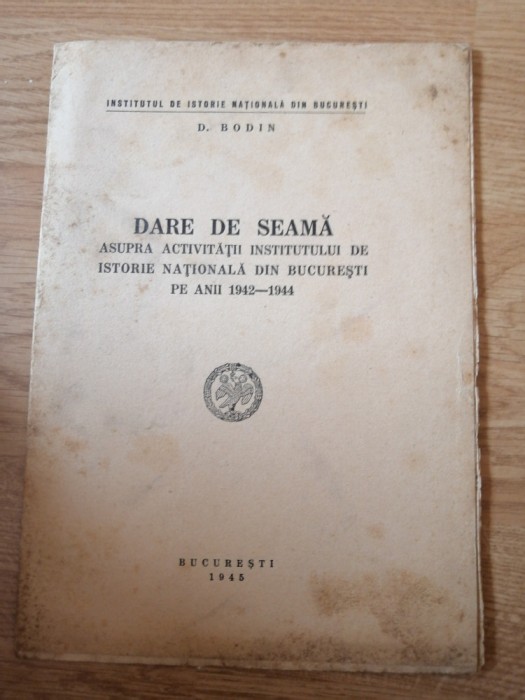 INSTITUTUL DE ISTORIE NAȚIONALĂ DIN BUCUREȘTI
D. BODIN
DARE DE SEAMĂ
ASUPRA ACTIVITĂȚII INSTITUTULUI DE
ISTORIE NAȚIONALĂ DIN BUCUREȘTI
PE ANII 1942—1944
BUCUREȘTI
1945